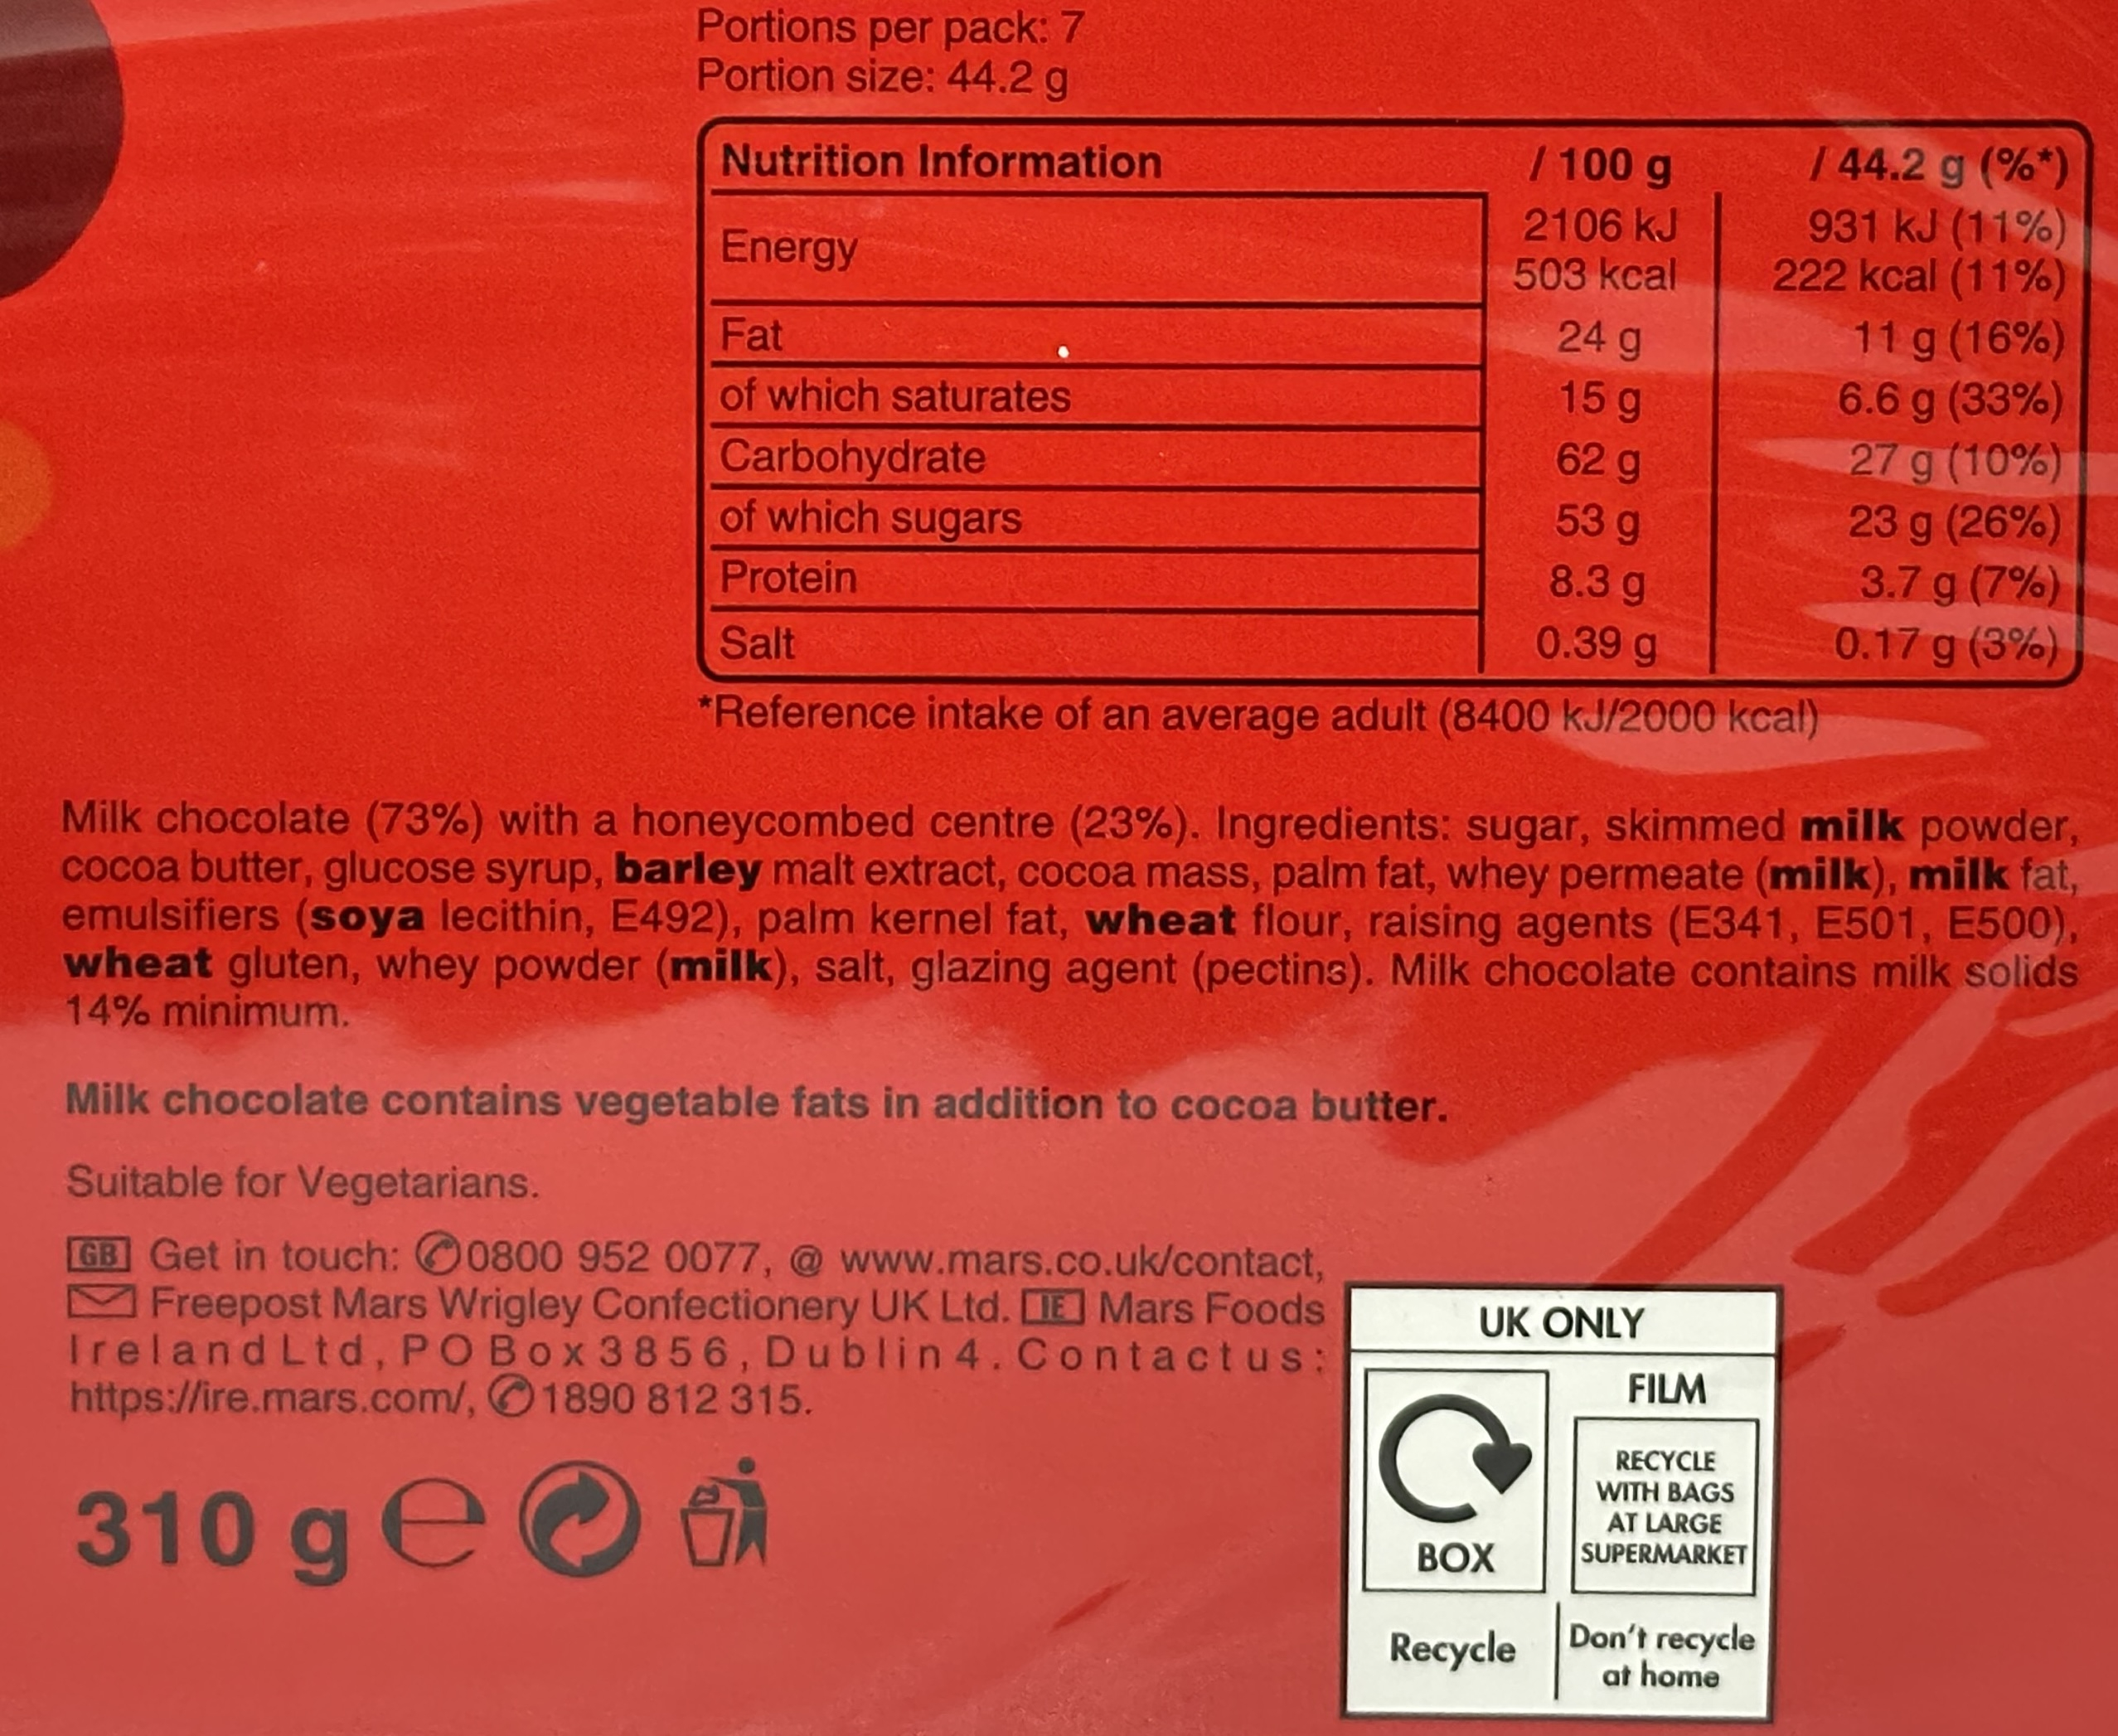 Portions per pack: 7
Portion size: 44.2 g
Nutrition Information / 100 g / 44.2 g (%*)
Energy 2106 kJ 931 kJ (11%)
503 kcal 222 kcal (11%)
Fat 24 g 11 g (16%)
of which saturates 15 g 6.6 g (33%)
Carbohydrate 62 g 27 g (10%)
of which sugars 53 g 23 g (26%)
Protein 8.3 g 3.7 g (7%)
Salt 0.39 g 0.17 g (3%)
*Reference intake of an average adult (8400 kJ/2000 kcal)
Milk chocolate (73%) with a honeycombed centre (23%). Ingredients: sugar, skimmed milk powder,
cocoa butter, glucose syrup, barley malt extract, cocoa mass, palm fat, whey permeate (milk), milk fat,
emulsifiers (soya lecithin, E492), palm kernel fat, wheat flour, raising agents (E341, E501, E500),
wheat gluten, whey powder (milk), salt, glazing agent (pectins). Milk chocolate contains milk solids
14% minimum.
Milk chocolate contains vegetable fats in addition to cocoa butter.
Suitable for Vegetarians.
GB Get in touch: ✆0800 952 0077, @ www.mars.co.uk/contact,
Freepost Mars Wrigley Confectionery UK Ltd. IE Mars Foods
Ireland Ltd, PO Box 3856, Dublin 4. Contact us:
https://ire.mars.com/, ✆1890 812 315.
310 g e
UK ONLY
BOX
Recycle
FILM
RECYCLE
WITH BAGS
AT LARGE
SUPERMARKET
Don't recycle
at home